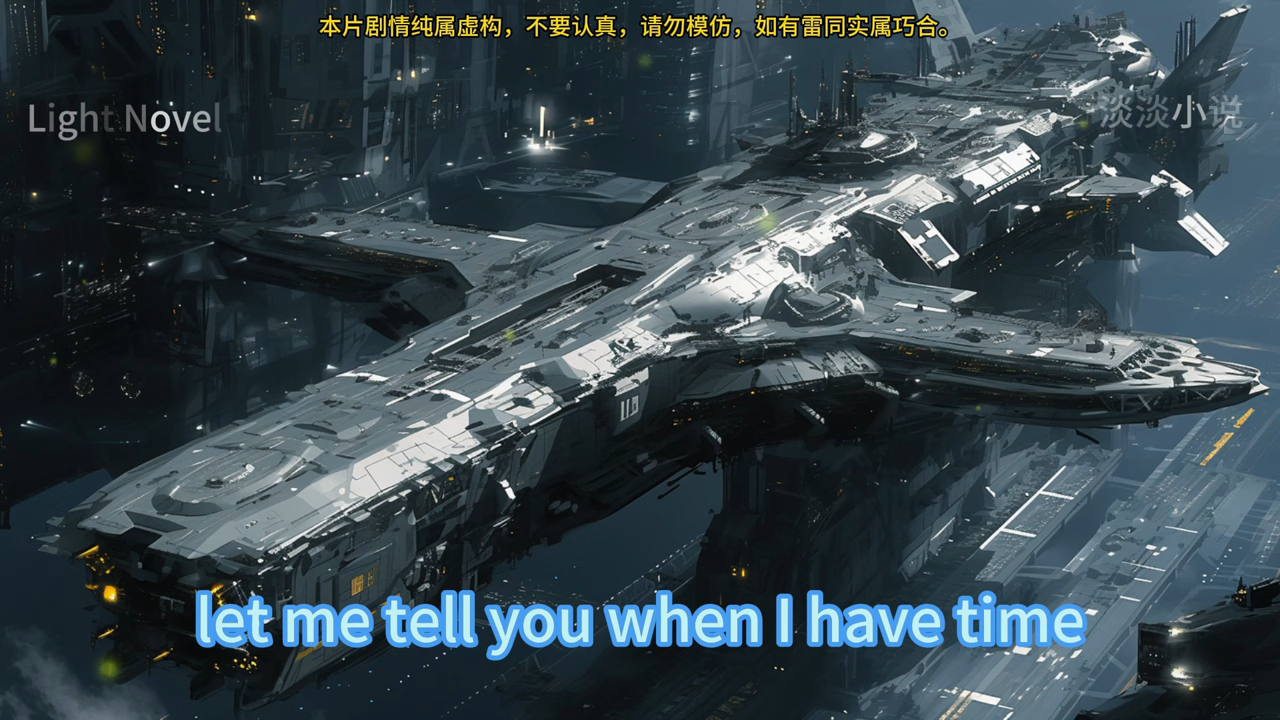 本片剧情纯属虚构，不要认真，请勿模仿，如有雷同实属巧合。
Light Novel
淡淡小说
let me tell you when I have time